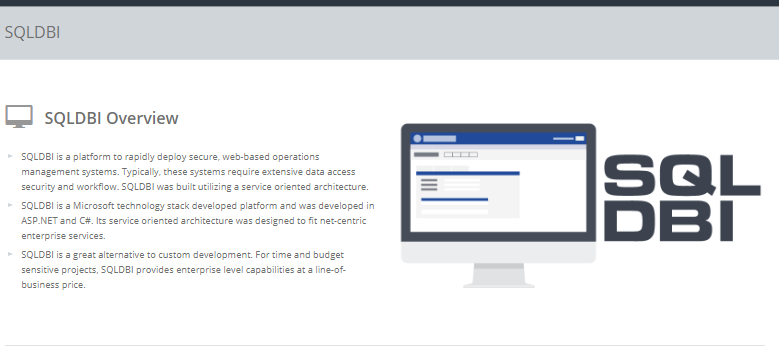 SQLDBI
SQLDBI Overview
SQLDBI is a platform to rapidly deploy secure, web-based operations
management systems. Typically, these systems require extensive data access
security and workflow. SQLDBI was built utilizing a service oriented architecture.
SQLDBI is a Microsoft technology stack developed platform and was developed in
ASP.NET and C#. Its service oriented architecture was designed to fit net-centric
enterprise services.
SQLDBI is a great alternative to custom development. For time and budget
sensitive projects, SQLDBI provides enterprise level capabilities at a line-of-
business price.
SQL
DBI